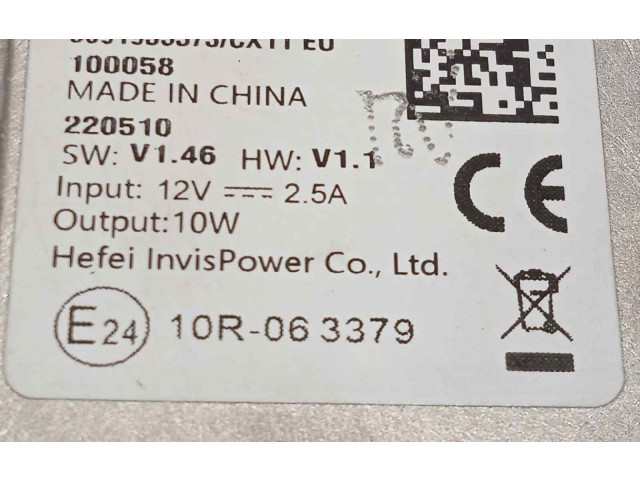 100058
MADE IN CHINA
220510
SW: V1.46 HW: V1.1
Input: 12V ⎓ 2.5A
Output:10W
Hefei InvisPower Co., Ltd.
E24 10R-06 3379
CE